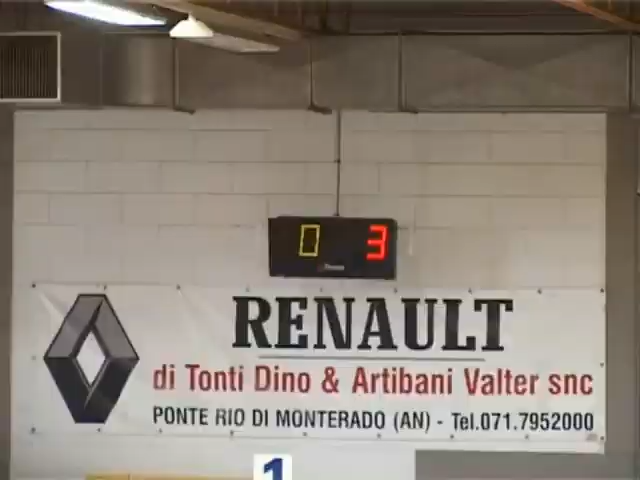 0 3
RENAULT
di Tonti Dino & Artibani Valter snc
PONTE RIO DI MONTERADO (AN) - Tel.071.7952000
1